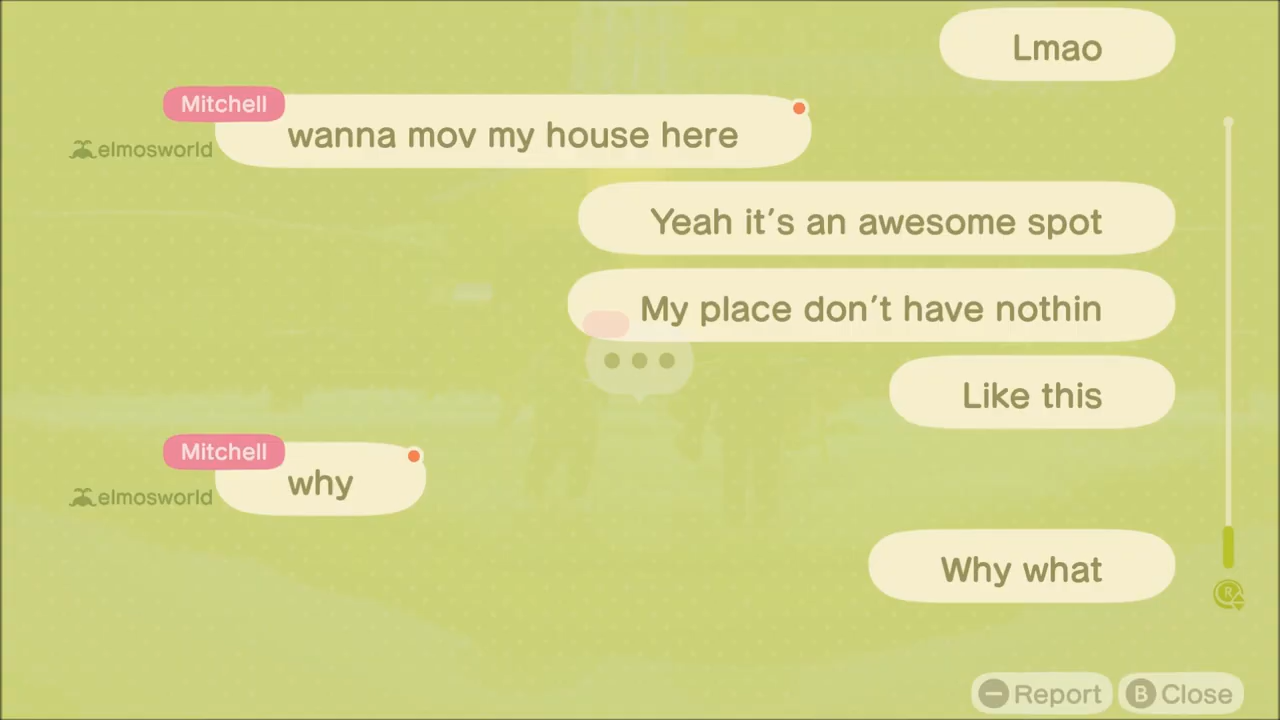 Lmao
Mitchell
wanna mov my house here
elmosworld
Yeah it's an awesome spot
My place don't have nothin
Like this
Mitchell
why
elmosworld
Why what
R
Report
B Close